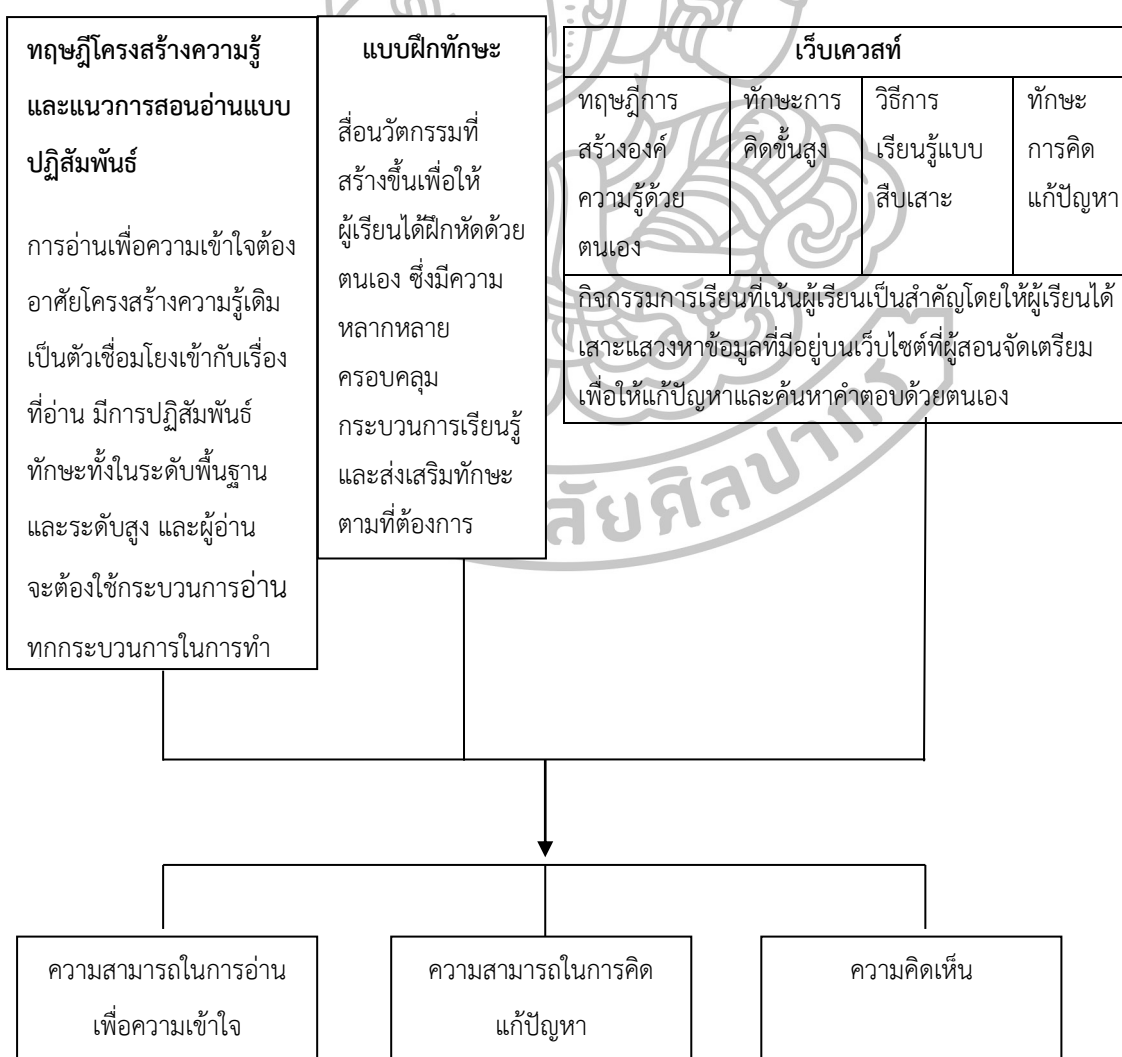 ทฤษฎีโครงสร้างความรู้
และแนวการสอนอ่านแบบ
ปฏิสัมพันธ์
การอ่านเพื่อความเข้าใจต้อง
อาศัยโครงสร้างความรู้เดิม
เป็นตัวเชื่อมโยงเข้ากับเรื่อง
ที่อ่าน มีการปฏิสัมพันธ์
ทักษะทั้งในระดับพื้นฐาน
และระดับสูง และผู้อ่าน
จะต้องใช้กระบวนการอ่าน
ทุกกระบวนการในการทำ
แบบฝึกทักษะ
สื่อนวัตกรรมที่
สร้างขึ้นเพื่อให้
ผู้เรียนได้ฝึกหัดด้วย
ตนเอง ซึ่งมีความ
หลากหลาย
ครอบคลุม
กระบวนการเรียนรู้
และส่งเสริมทักษะ
ตามที่ต้องการ
เว็บเควสท์
ทฤษฎีการ
สร้างองค์
ความรู้ด้วย
ตนเอง
ทักษะการ
คิดขั้นสูง
วิธีการ
เรียนรู้แบบ
สืบเสาะ
ทักษะ
การคิด
แก้ปัญหา
กิจกรรมการเรียนที่เน้นผู้เรียนเป็นสำคัญโดยให้ผู้เรียนได้
เสาะแสวงหาข้อมูลที่มีอยู่บนเว็บไซต์ที่ผู้สอนจัดเตรียม
เพื่อให้แก้ปัญหาและค้นหาคำตอบด้วยตนเอง
ลัยศิลปากร
ความสามารถในการอ่าน
เพื่อความเข้าใจ
ความสามารถในการคิด
แก้ปัญหา
ความคิดเห็น